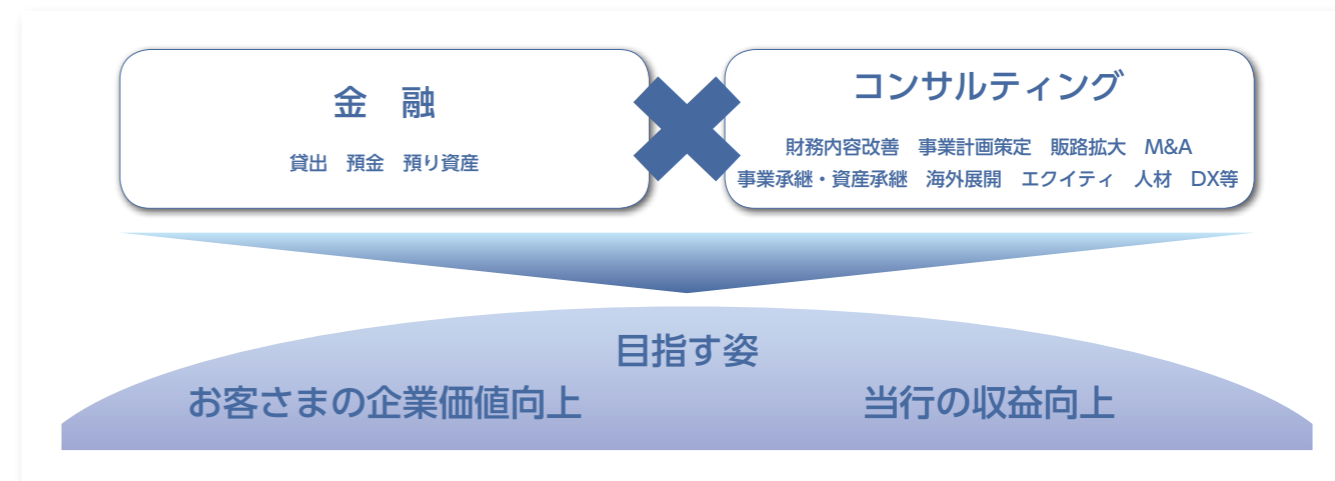 金 融
貸出 預金 預り資産
コンサルティング
財務内容改善 事業計画策定 販路拡大 M&A
事業承継・資産承継 海外展開 エクイティ 人材 DX等
目指す姿
お客さまの企業価値向上 当行の収益向上